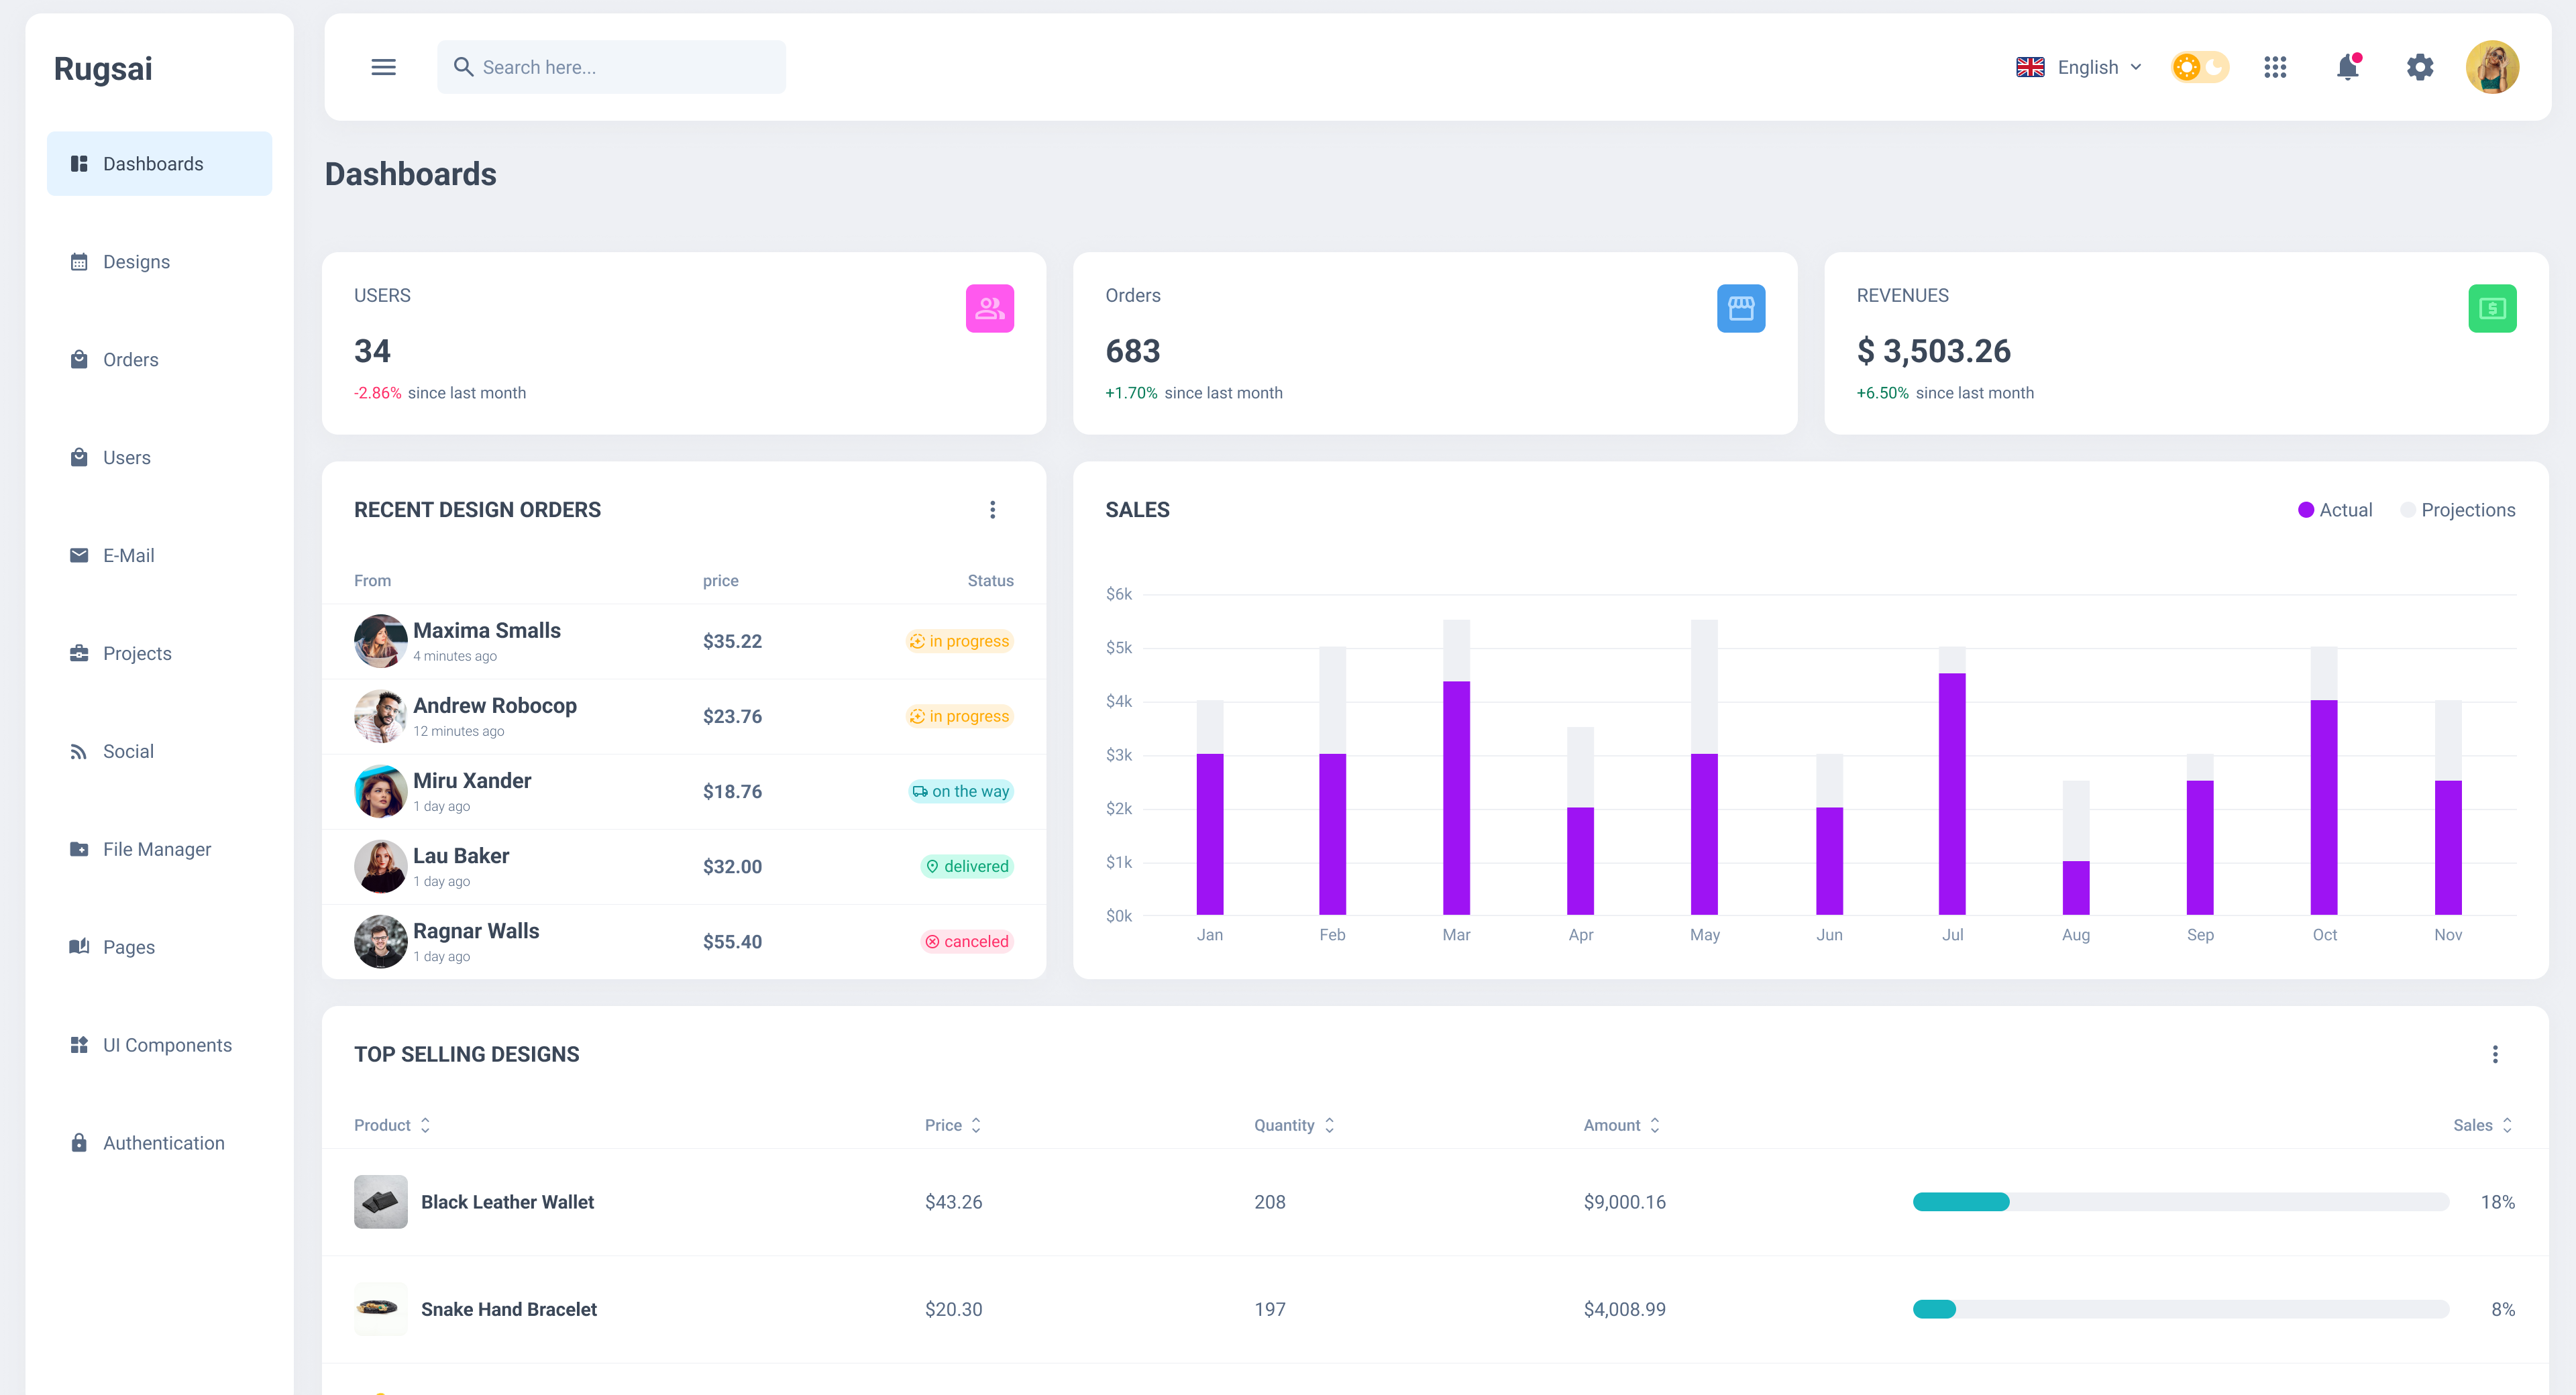 Rugsai
Search here...
English
Dashboards
Designs
Orders
Users
E-Mail
Projects
Social
File Manager
Pages
UI Components
Authentication
Dashboards
USERS
34
-2.86% since last month
Orders
683
+1.70% since last month
REVENUES
$ 3,503.26
+6.50% since last month
RECENT DESIGN ORDERS
From price Status
Maxima Smalls
4 minutes ago
$35.22
in progress
Andrew Robocop
12 minutes ago
$23.76
in progress
Miru Xander
1 day ago
$18.76
on the way
Lau Baker
1 day ago
$32.00
delivered
Ragnar Walls
1 day ago
$55.40
canceled
SALES
Actual Projections
$6k
$5k
$4k
$3k
$2k
$1k
$0k
Jan Feb Mar Apr May Jun Jul Aug Sep Oct Nov
TOP SELLING DESIGNS
Product Price Quantity Amount Sales
Black Leather Wallet $43.26 208 $9,000.16 18%
Snake Hand Bracelet $20.30 197 $4,008.99 8%